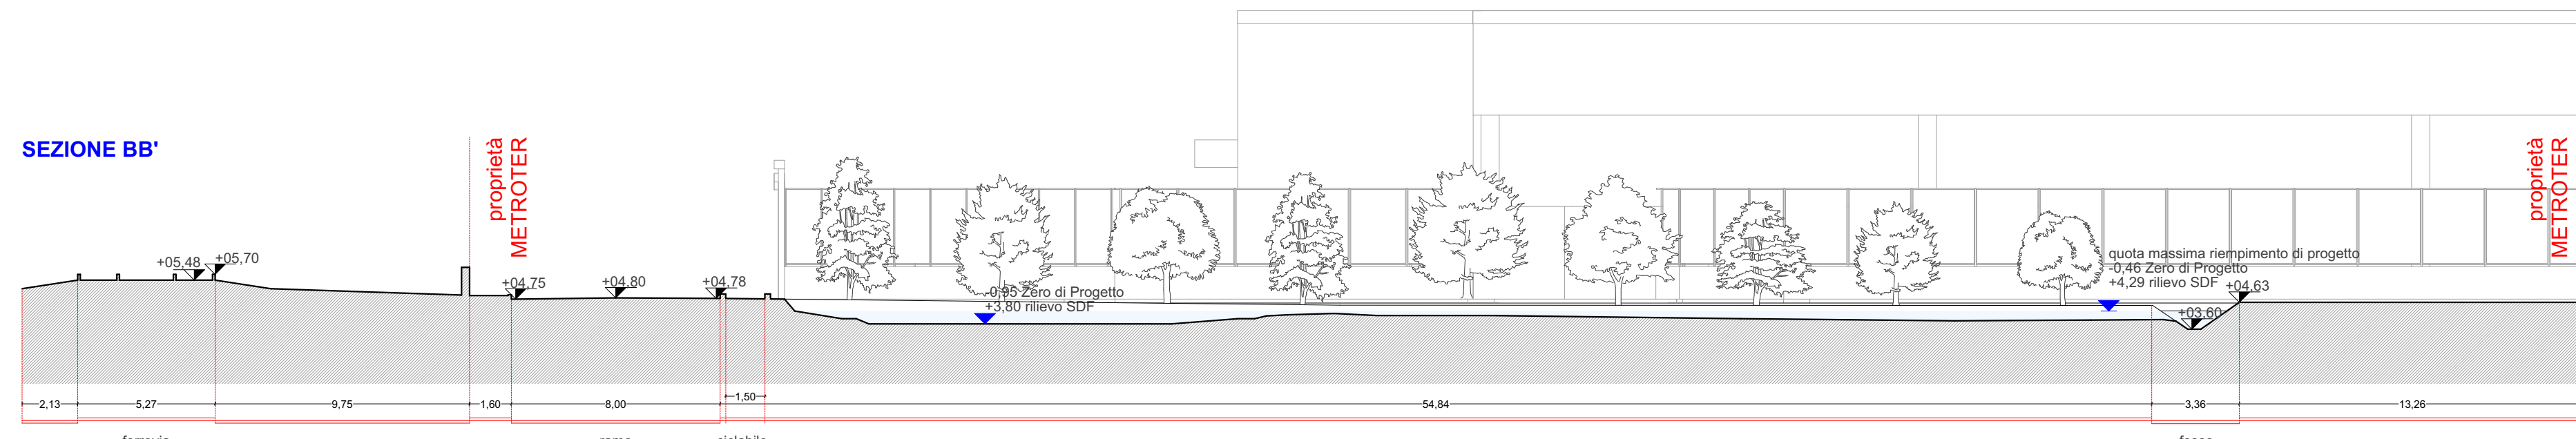 SEZIONE BB'
proprietà
METROTER
proprietà
METROTER
+05,48
+05,70
+04,75
+04,80
+04,78
-0,95 Zero di Progetto
+3,80 rilievo SDF
quota massima riempimento di progetto
-0,46 Zero di Progetto
+4,29 rilievo SDF
+04,63
+03,60
1,50
2,13
5,27
9,75
1,60
8,00
54,84
3,36
13,26